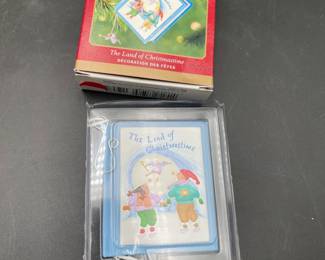 The Land of Christmastime
DÉCORATION DES FÊTES
The Land of
Christmastime